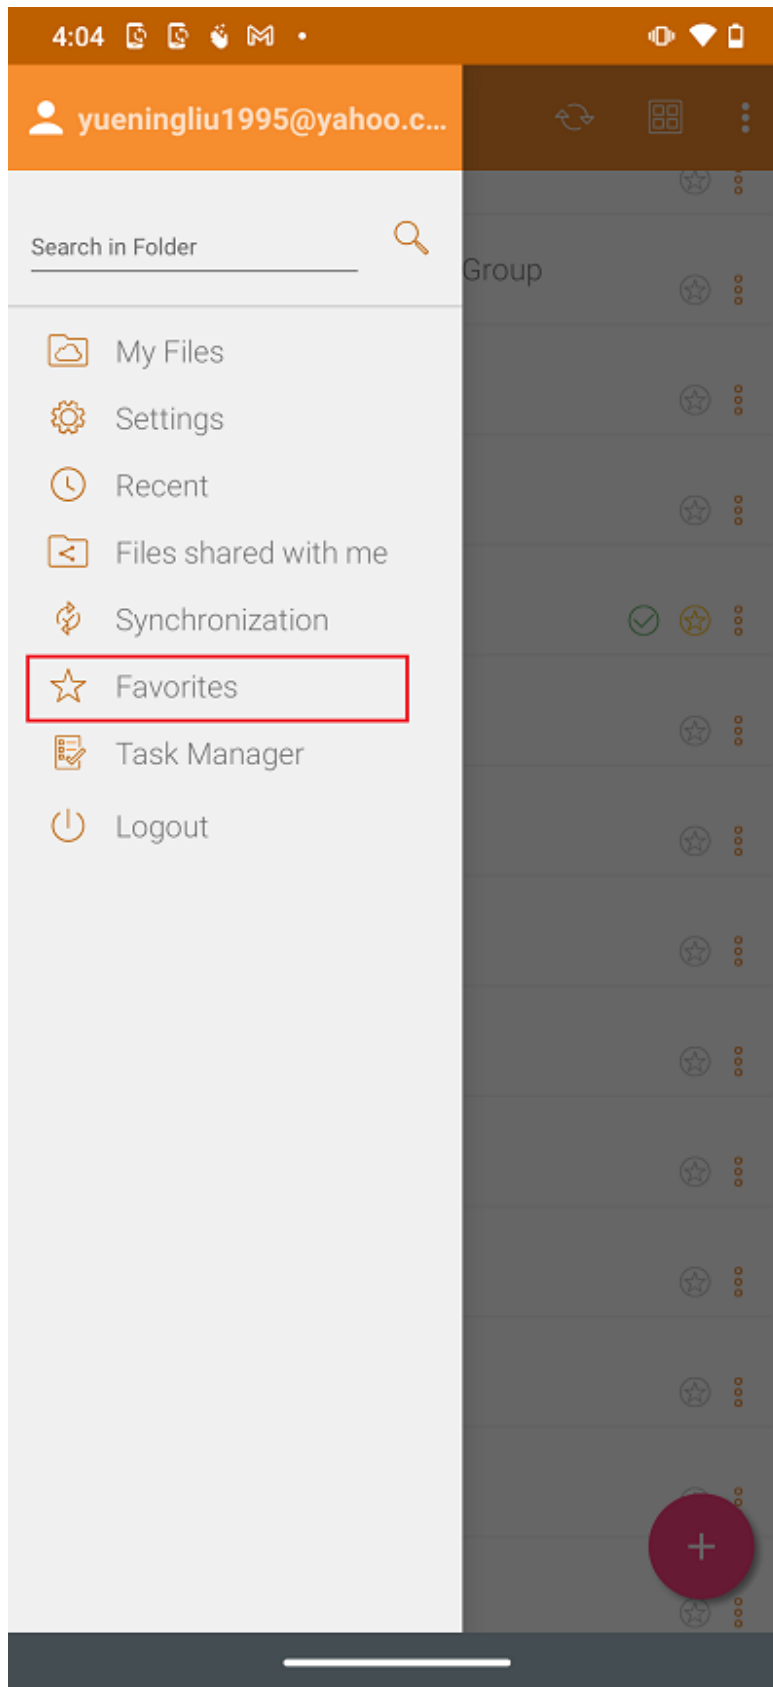 4:04
yueningliu1995@yahoo.c...
Search in Folder
Group
My Files
Settings
Recent
Files shared with me
Synchronization
Favorites
Task Manager
Logout